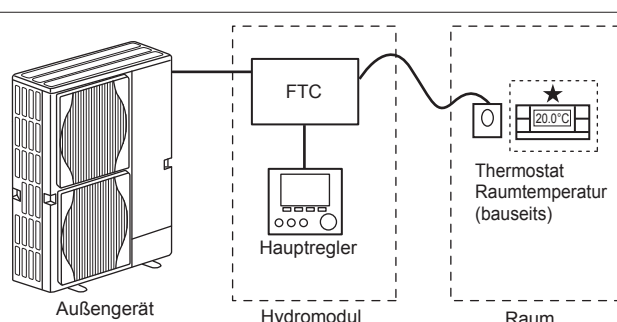 FTC
20.0°C
Thermostat
Raumtemperatur
(bauseits)
Hauptregler
Außengerät
Hydromodul
Raum